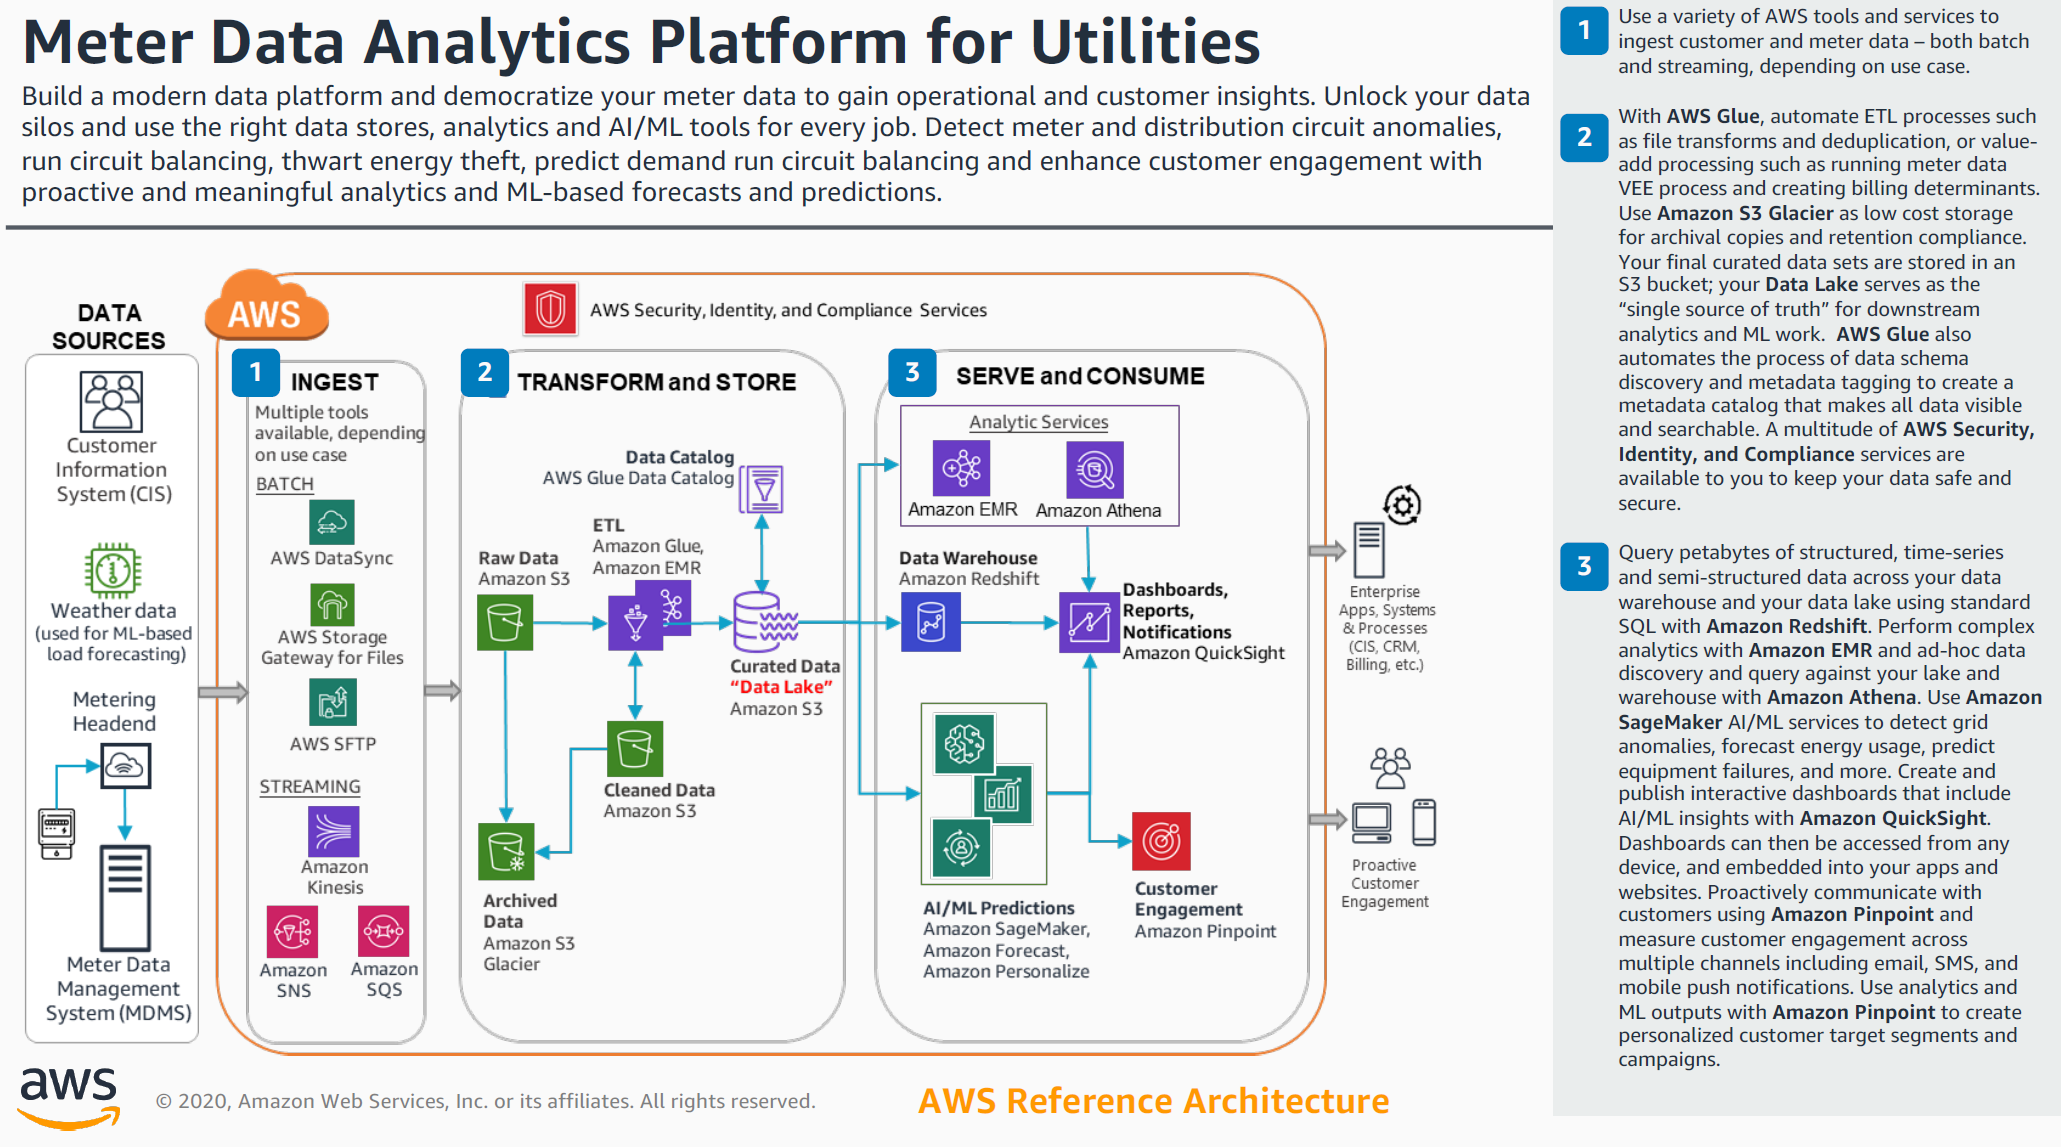 Meter Data Analytics Platform for Utilities
Build a modern data platform and democratize your meter data to gain operational and customer insights. Unlock your data
silos and use the right data stores, analytics and AI/ML tools for every job. Detect meter and distribution circuit anomalies,
run circuit balancing, thwart energy theft, predict demand run circuit balancing and enhance customer engagement with
proactive and meaningful analytics and ML-based forecasts and predictions.
DATA
SOURCES
Customer
Information
System (CIS)
Weather data
(used for ML-based
load forecasting)
Metering
Headend
Meter Data
Management
System (MDMS)
AWS
AWS Security, Identity, and Compliance Services
1
INGEST
Multiple tools
available, depending
on use case
BATCH
AWS DataSync
AWS Storage
Gateway for Files
AWS SFTP
STREAMING
Amazon
Kinesis
Amazon
SNS
Amazon
SQS
2
TRANSFORM and STORE
Data Catalog
AWS Glue Data Catalog
ETL
Amazon Glue,
Amazon EMR
Raw Data
Amazon S3
Curated Data
“Data Lake”
Amazon S3
Cleaned Data
Amazon S3
Archived
Data
Amazon S3
Glacier
3
SERVE and CONSUME
Analytic Services
Amazon EMR
Amazon Athena
Data Warehouse
Amazon Redshift
Dashboards,
Reports,
Notifications
Amazon QuickSight
AI/ML Predictions
Amazon SageMaker,
Amazon Forecast,
Amazon Personalize
Customer
Engagement
Amazon Pinpoint
Enterprise
Apps, Systems
& Processes
(CIS, CRM,
Billing, etc.)
Proactive
Customer
Engagement
1
Use a variety of AWS tools and services to
ingest customer and meter data – both batch
and streaming, depending on use case.
2
With AWS Glue, automate ETL processes such
as file transforms and deduplication, or value-
add processing such as running meter data
VEE process and creating billing determinants.
Use Amazon S3 Glacier as low cost storage
for archival copies and retention compliance.
Your final curated data sets are stored in an
S3 bucket; your Data Lake serves as the
“single source of truth” for downstream
analytics and ML work. AWS Glue also
automates the process of data schema
discovery and metadata tagging to create a
metadata catalog that makes all data visible
and searchable. A multitude of AWS Security,
Identity, and Compliance services are
available to you to keep your data safe and
secure.
3
Query petabytes of structured, time-series
and semi-structured data across your data
warehouse and your data lake using standard
SQL with Amazon Redshift. Perform complex
analytics with Amazon EMR and ad-hoc data
discovery and query against your lake and
warehouse with Amazon Athena. Use Amazon
SageMaker AI/ML services to detect grid
anomalies, forecast energy usage, predict
equipment failures, and more. Create and
publish interactive dashboards that include
AI/ML insights with Amazon QuickSight.
Dashboards can then be accessed from any
device, and embedded into your apps and
websites. Proactively communicate with
customers using Amazon Pinpoint and
measure customer engagement across
multiple channels including email, SMS, and
mobile push notifications. Use analytics and
ML outputs with Amazon Pinpoint to create
personalized customer target segments and
campaigns.
aws
© 2020, Amazon Web Services, Inc. or its affiliates. All rights reserved.
AWS Reference Architecture